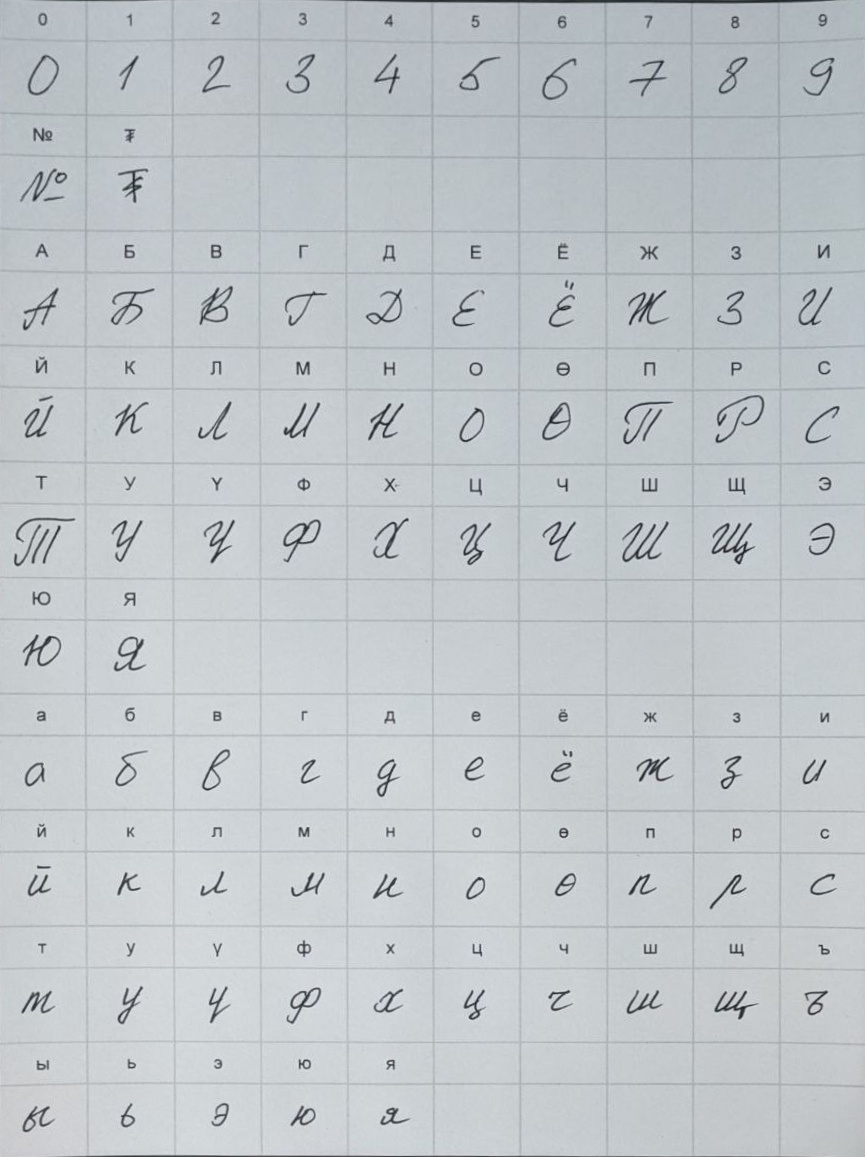 0 1 2 3 4 5 6 7 8 9
0 1 2 3 4 5 6 7 8 9
№ ₮
№ ₮
А Б В Г Д Е Ё Ж З И
А Б В Г Д Е Ё Ж З И
Й К Л М Н О Ө П Р С
Й К Л М Н О Ө П Р С
Т У Ү Ф Х Ц Ч Ш Щ Э
Т У Ү Ф Х Ц Ч Ш Щ Э
Ю Я
Ю Я
а б в г д е ё ж з и
а б в г д е ё ж з и
й к л м н о ө п р с
й к л м н о ө п р с
т у ү ф х ц ч ш щ ъ
т у ү ф х ц ч ш щ ъ
ы ь э ю я
ы ь э ю я